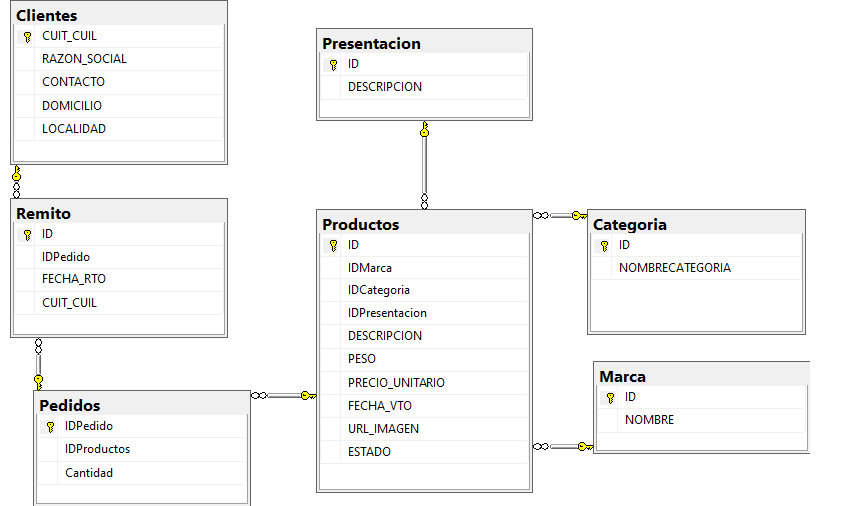 Clientes
CUIT_CUIL
RAZON_SOCIAL
CONTACTO
DOMICILIO
LOCALIDAD
Presentacion
ID
DESCRIPCION
Remito
ID
IDPedido
FECHA_RTO
CUIT_CUIL
Productos
ID
IDMarca
IDCategoria
IDPresentacion
DESCRIPCION
PESO
PRECIO_UNITARIO
FECHA_VTO
URL_IMAGEN
ESTADO
Categoria
ID
NOMBRECATEGORIA
Marca
ID
NOMBRE
Pedidos
IDPedido
IDProductos
Cantidad